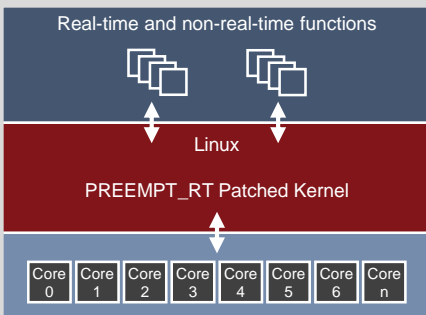 Real-time and non-real-time functions
Linux
PREEMPT_RT Patched Kernel
Core Core Core Core Core Core Core Core
0 1 2 3 4 5 6 n